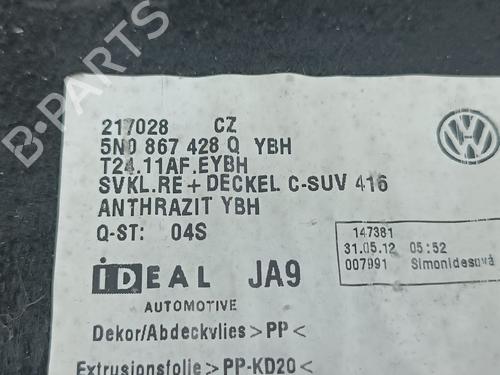 217028 CZ
5N0 867 428 Q YBH
T24.11AF.EYBH
SVKL.RE+DECKEL C-SUV 416
ANTHRAZIT YBH
Q-ST: 04S
147381
31.05.12 05:52
007991 Simonidesová
iDEAL JA9
AUTOMOTIVE
Dekor/Abdeckvlies >PP<
Extrusionsfolie >PP-KD20<